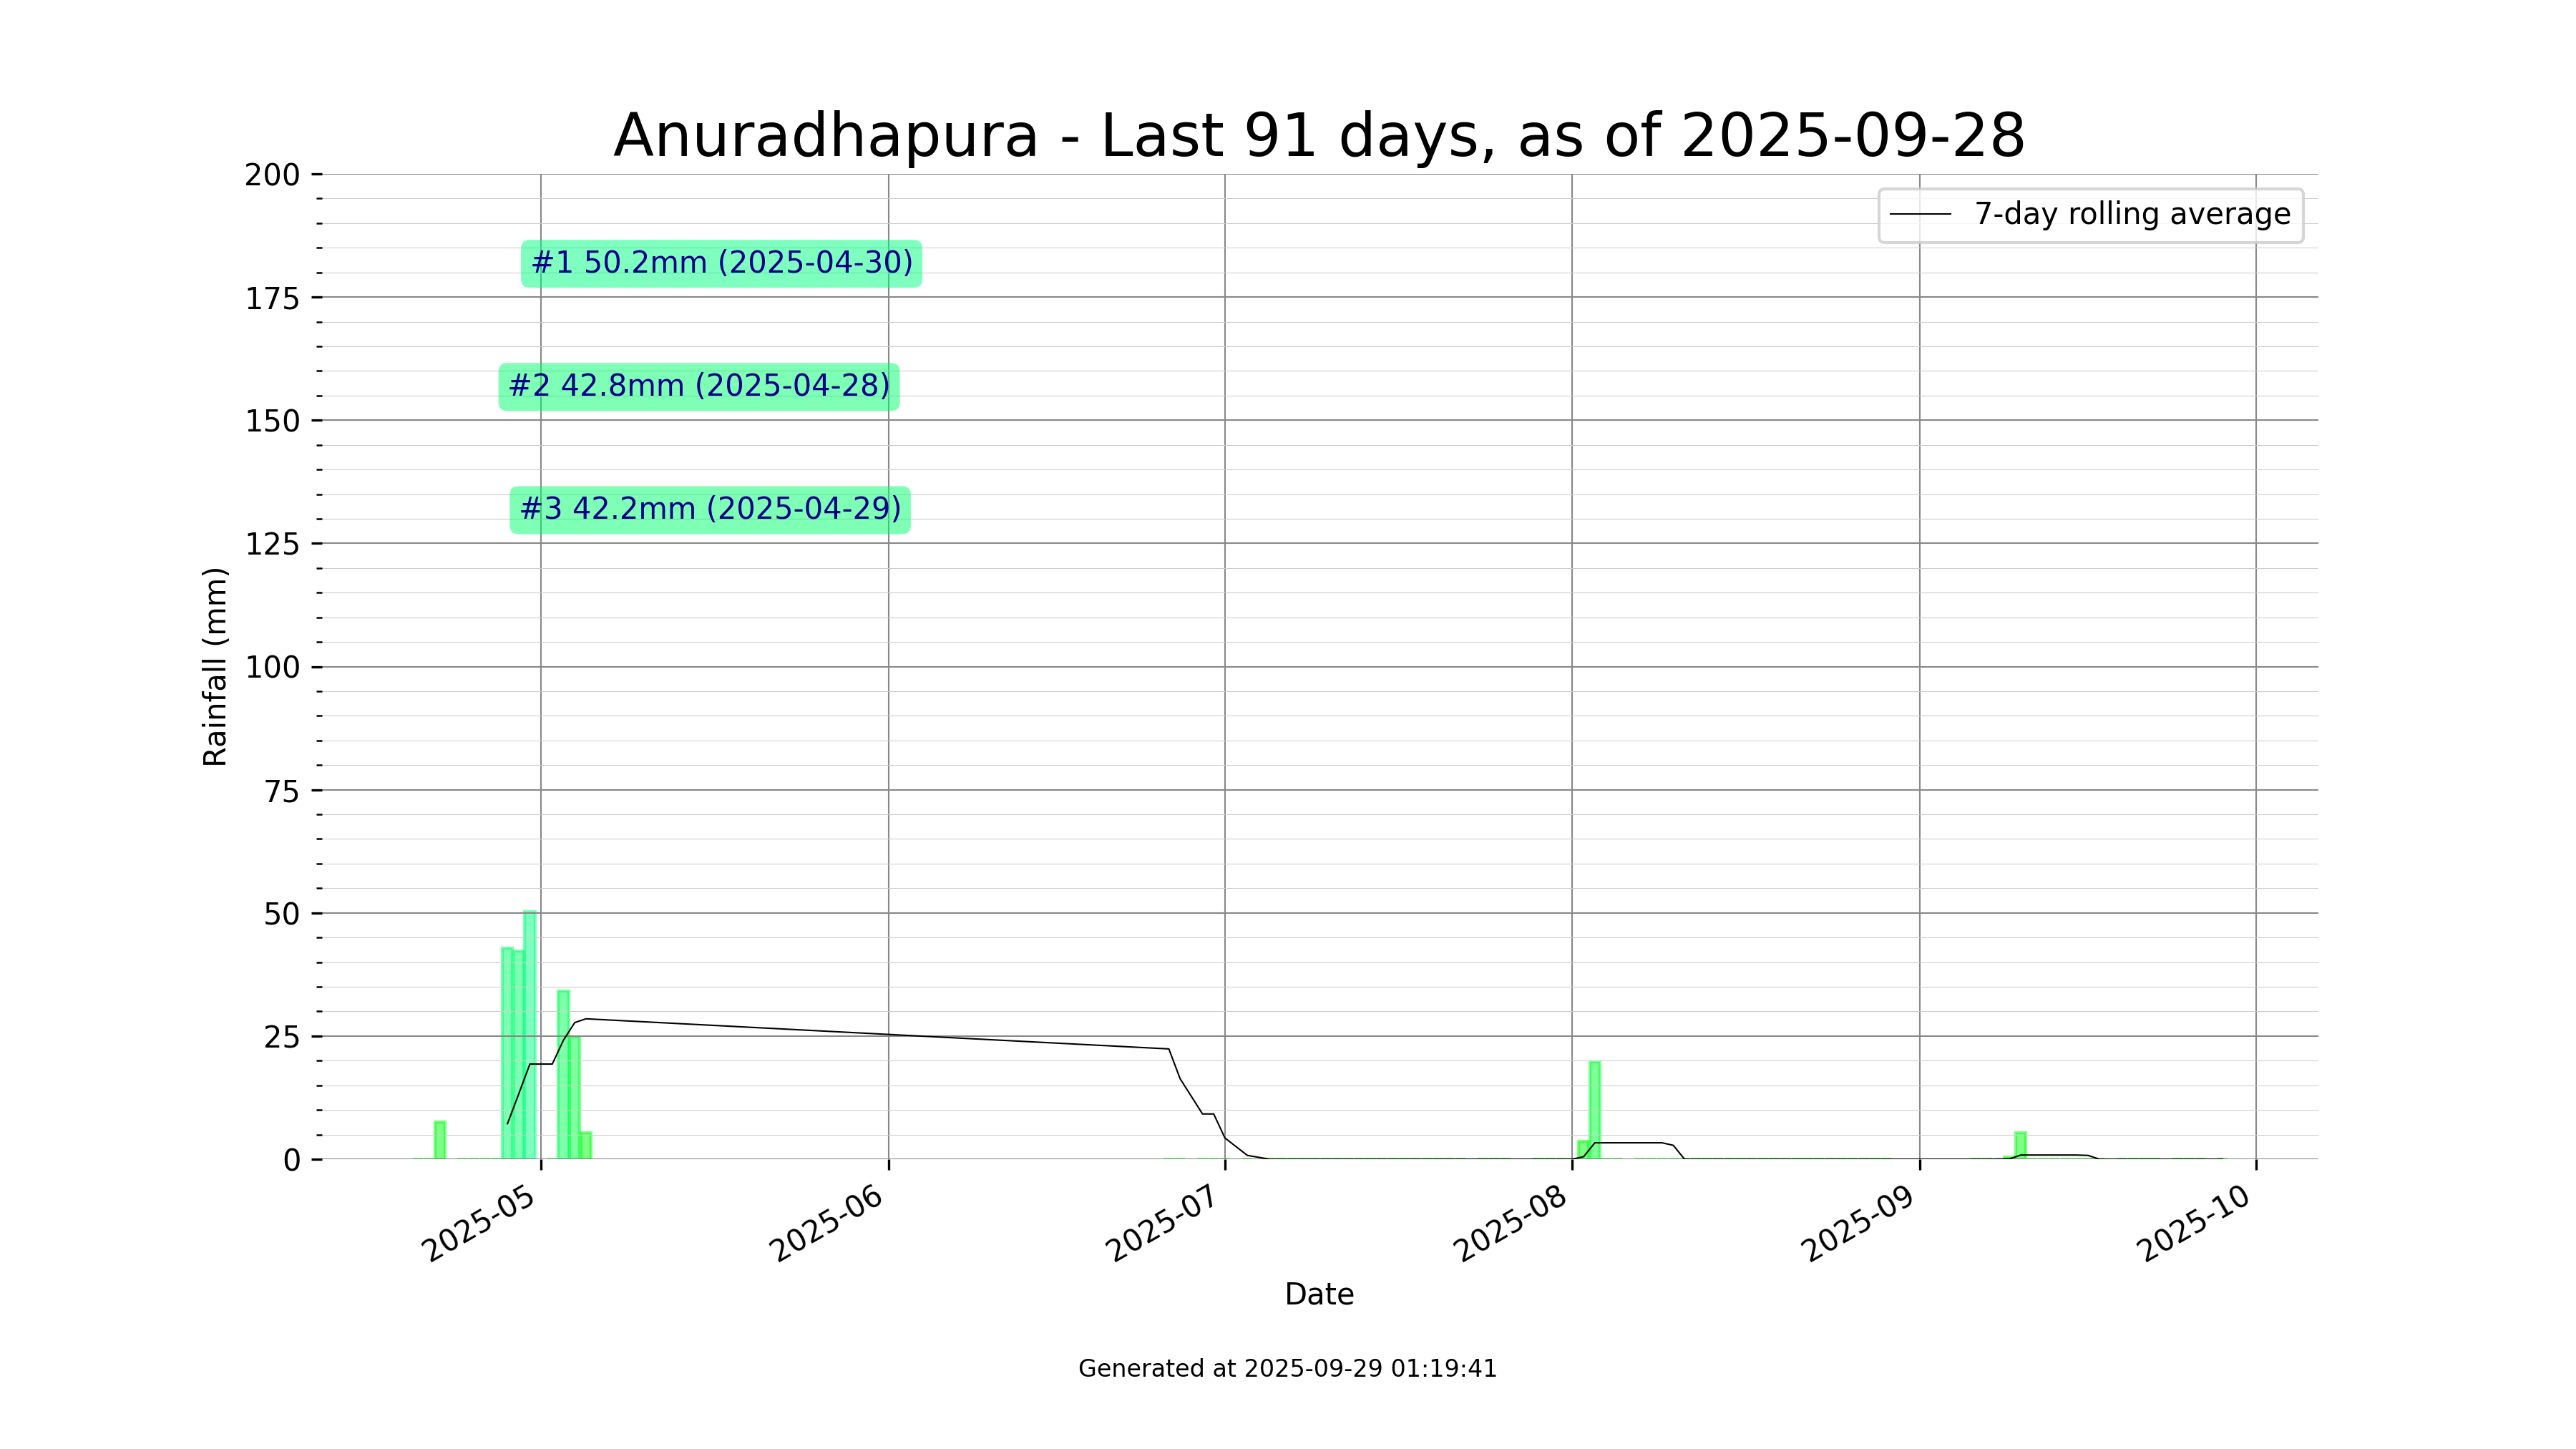 Anuradhapura - Last 91 days, as of 2025-09-28
200
175
150
125
100
75
50
25
0
Rainfall (mm)
7-day rolling average
#1 50.2mm (2025-04-30)
#2 42.8mm (2025-04-28)
#3 42.2mm (2025-04-29)
2025-05
2025-06
2025-07
2025-08
2025-09
2025-10
Date
Generated at 2025-09-29 01:19:41